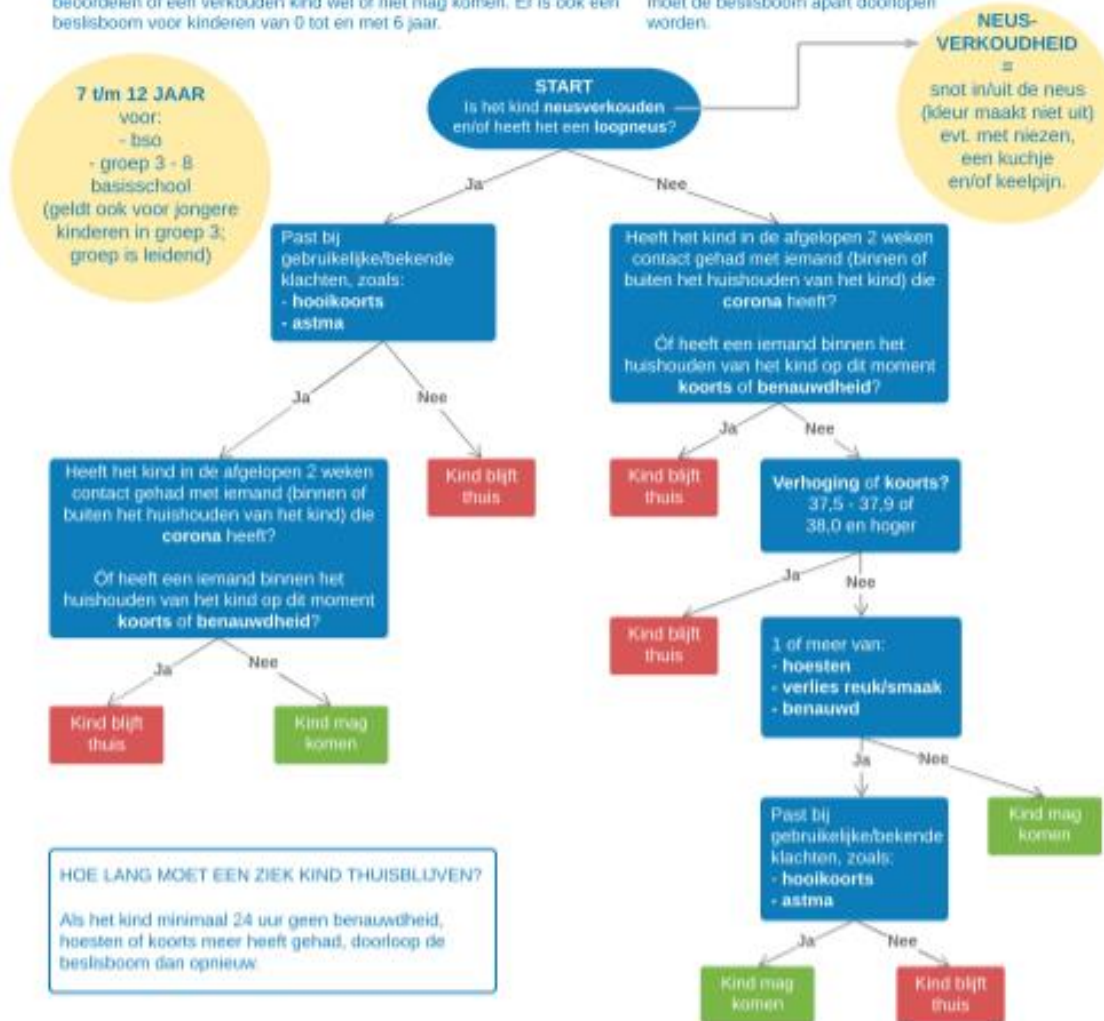 beoordelen of een verkouden kind wel of niet mag komen. Er is ook een
beslisboom voor kinderen van 0 tot en met 6 jaar.
moet de beslisboom apart doorlopen
worden.
NEUS-
VERKOUDHEID
=
snot in/uit de neus
(kleur maakt niet uit)
evt. met niezen,
een kuchje
en/of keelpijn.
7 t/m 12 JAAR
voor:
- bso
- groep 3 - 8
basisschool
(geldt ook voor jongere
kinderen in groep 3;
groep is leidend)
START
Is het kind neusverkouden
en/of heeft het een loopneus?
Ja
Nee
Past bij
gebruikelijke/bekende
klachten, zoals:
- hooikoorts
- astma
Heeft het kind in de afgelopen 2 weken
contact gehad met iemand (binnen of
buiten het huishouden van het kind) die
corona heeft?
Óf heeft een iemand binnen het
huishouden van het kind op dit moment
koorts of benauwdheid?
Ja
Nee
Ja
Nee
Heeft het kind in de afgelopen 2 weken
contact gehad met iemand (binnen of
buiten het huishouden van het kind) die
corona heeft?
Óf heeft een iemand binnen het
huishouden van het kind op dit moment
koorts of benauwdheid?
Kind blijft
thuis
Kind blijft
thuis
Verhoging of koorts?
37,5 - 37,9 of
38,0 en hoger
Ja
Nee
Kind blijft
thuis
1 of meer van:
- hoesten
- verlies reuk/smaak
- benauwd
Ja
Nee
Kind blijft
thuis
Kind mag
komen
Ja
Nee
Past bij
gebruikelijke/bekende
klachten, zoals:
- hooikoorts
- astma
Kind mag
komen
HOE LANG MOET EEN ZIEK KIND THUISBLIJVEN?
Als het kind minimaal 24 uur geen benauwdheid,
hoesten of koorts meer heeft gehad, doorloop de
beslisboom dan opnieuw.
Ja
Nee
Kind mag
komen
Kind blijft
thuis